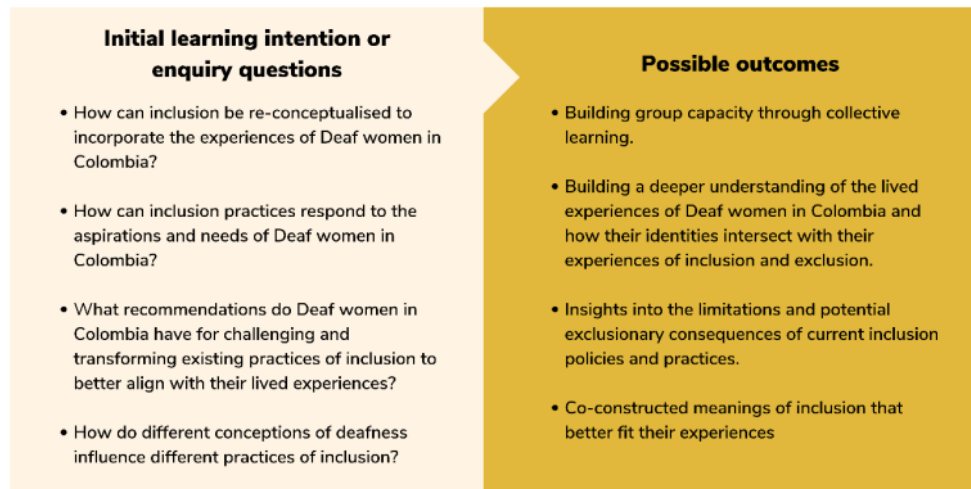 Initial learning intention or
enquiry questions
• How can inclusion be re-conceptualised to
incorporate the experiences of Deaf women in
Colombia?
• How can inclusion practices respond to the
aspirations and needs of Deaf women in
Colombia?
• What recommendations do Deaf women in
Colombia have for challenging and
transforming existing practices of inclusion to
better align with their lived experiences?
• How do different conceptions of deafness
influence different practices of inclusion?
Possible outcomes
• Building group capacity through collective
learning.
• Building a deeper understanding of the lived
experiences of Deaf women in Colombia and
how their identities intersect with their
experiences of inclusion and exclusion.
• Insights into the limitations and potential
exclusionary consequences of current inclusion
policies and practices.
• Co-constructed meanings of inclusion that
better fit their experiences